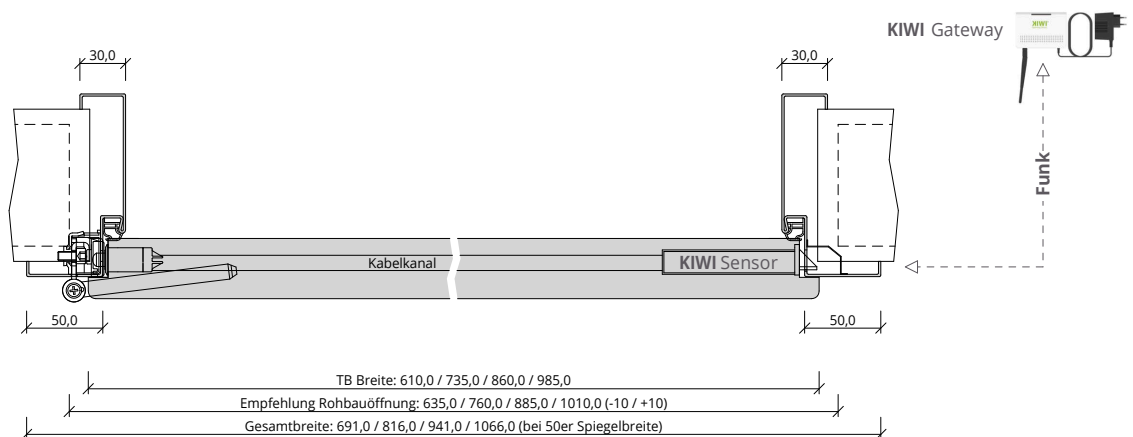 KIWI Gateway
KIWI
30,0
30,0
Funk
Kabelkanal
KIWI Sensor
50,0
50,0
TB Breite: 610,0 / 735,0 / 860,0 / 985,0
Empfehlung Rohbauöffnung: 635,0 / 760,0 / 885,0 / 1010,0 (-10 / +10)
Gesamtbreite: 691,0 / 816,0 / 941,0 / 1066,0 (bei 50er Spiegelbreite)